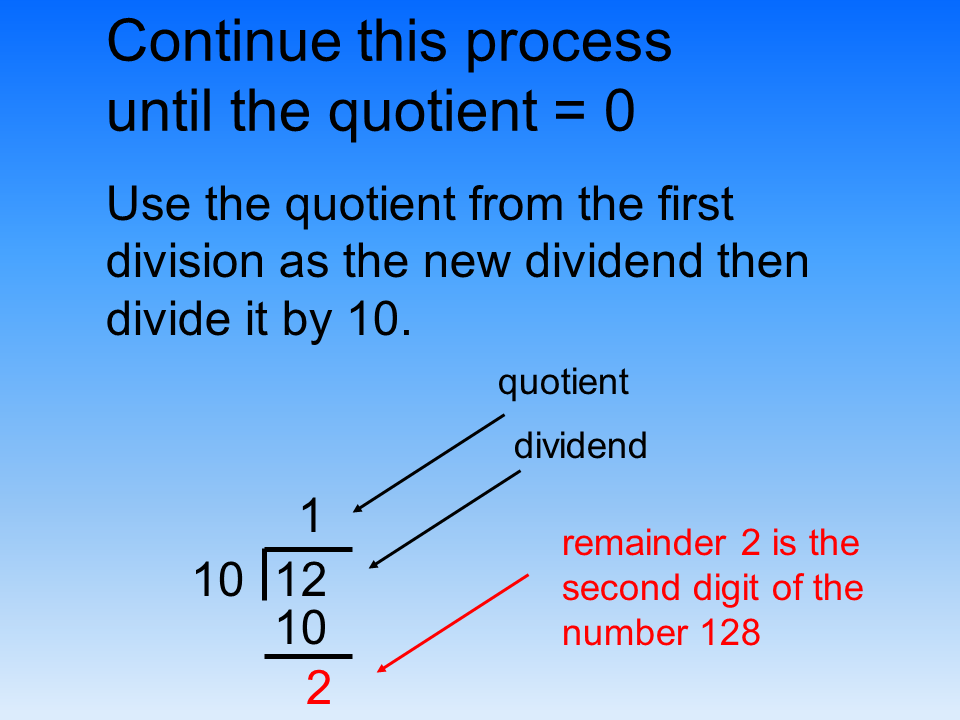 Continue this process
until the quotient = 0
Use the quotient from the first
division as the new dividend then
divide it by 10.
quotient
dividend
1
10 12
10
2
remainder 2 is the
second digit of the
number 128